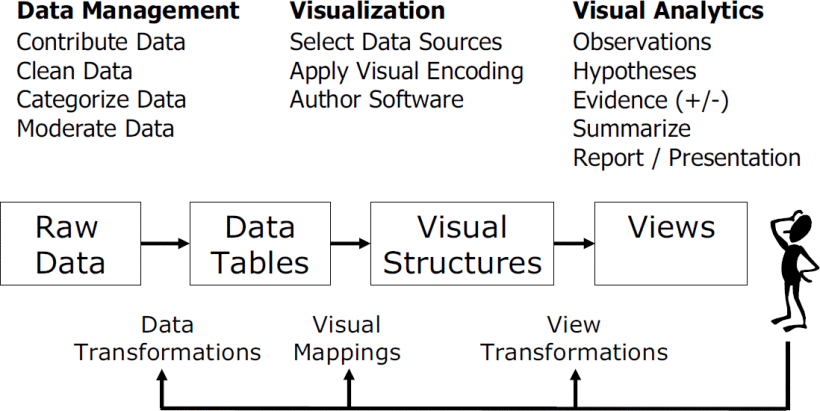 Data Management
Contribute Data
Clean Data
Categorize Data
Moderate Data
Visualization
Select Data Sources
Apply Visual Encoding
Author Software
Visual Analytics
Observations
Hypotheses
Evidence (+/-)
Summarize
Report / Presentation
Raw
Data
Data
Tables
Visual
Structures
Views
Data
Transformations
Visual
Mappings
View
Transformations